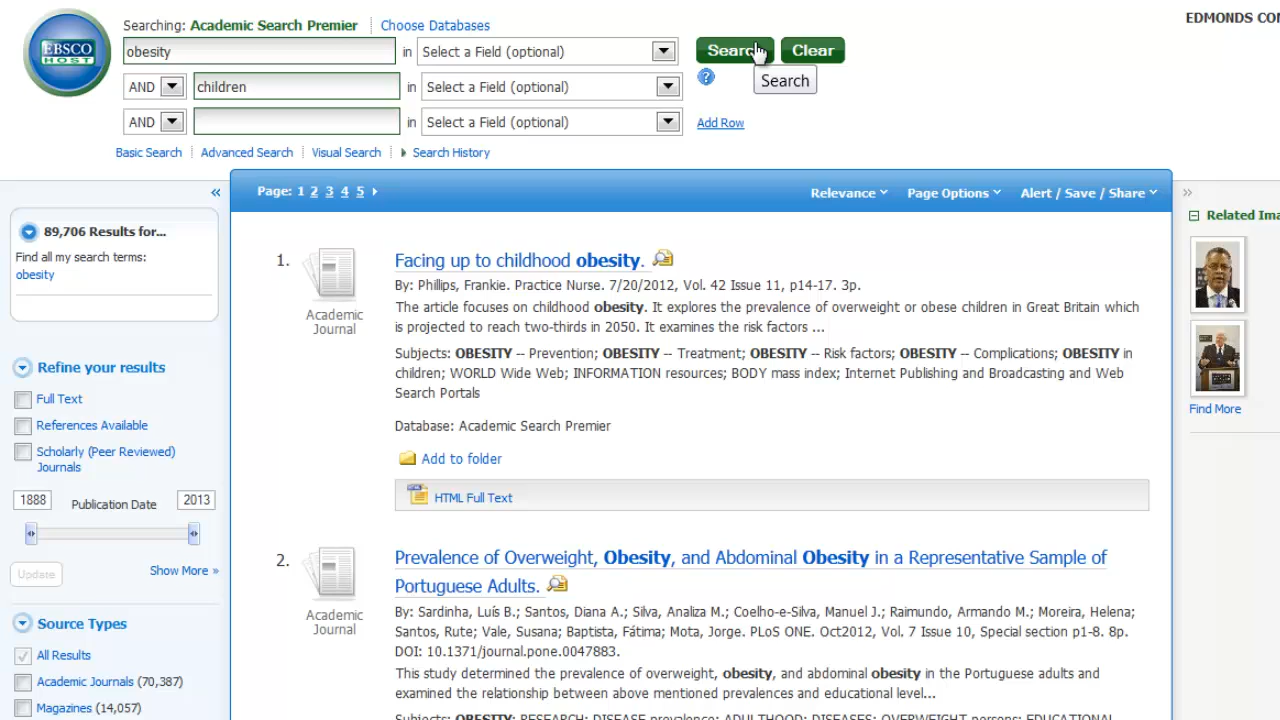 EDMONDS CO
Searching: Academic Search Premier
Choose Databases
EBSCO
HOST
obesity
in
Select a Field (optional)
Search
Clear
AND
children
in
Select a Field (optional)
Search
AND
in
Select a Field (optional)
Add Row
Basic Search
Advanced Search
Visual Search
Search History
«
Page: 1 2 3 4 5
Relevance
Page Options
Alert / Save / Share
»
89,706 Results for...
Find all my search terms:
obesity
Refine your results
Full Text
References Available
Scholarly (Peer Reviewed)
Journals
1888
Publication Date
2013
Update
Show More »
Source Types
All Results
Academic Journals (70,387)
Magazines (14,057)
1.
Academic
Journal
Facing up to childhood obesity.
By: Phillips, Frankie. Practice Nurse. 7/20/2012, Vol. 42 Issue 11, p14-17. 3p.
The article focuses on childhood obesity. It explores the prevalence of overweight or obese children in Great Britain which
is projected to reach two-thirds in 2050. It examines the risk factors ...
Subjects: OBESITY -- Prevention; OBESITY -- Treatment; OBESITY -- Risk factors; OBESITY -- Complications; OBESITY in
children; WORLD Wide Web; INFORMATION resources; BODY mass index; Internet Publishing and Broadcasting and Web
Search Portals
Database: Academic Search Premier
Add to folder
HTML Full Text
2.
Academic
Journal
Prevalence of Overweight, Obesity, and Abdominal Obesity in a Representative Sample of
Portuguese Adults.
By: Sardinha, Luís B.; Santos, Diana A.; Silva, Analiza M.; Coelho-e-Silva, Manuel J.; Raimundo, Armando M.; Moreira, Helena;
Santos, Rute; Vale, Susana; Baptista, Fátima; Mota, Jorge. PLoS ONE. Oct2012, Vol. 7 Issue 10, Special section p1-8. 8p.
DOI: 10.1371/journal.pone.0047883.
This study determined the prevalence of overweight, obesity, and abdominal obesity in the Portuguese adults and
examined the relationship between above mentioned prevalences and educational level...
Subjects: OBESITY; RESEARCH; DISEASE prevalence; ADULTHOOD; DISEASES; OVERWEIGHT persons; EDUCATIONAL
Related Ima
Find More